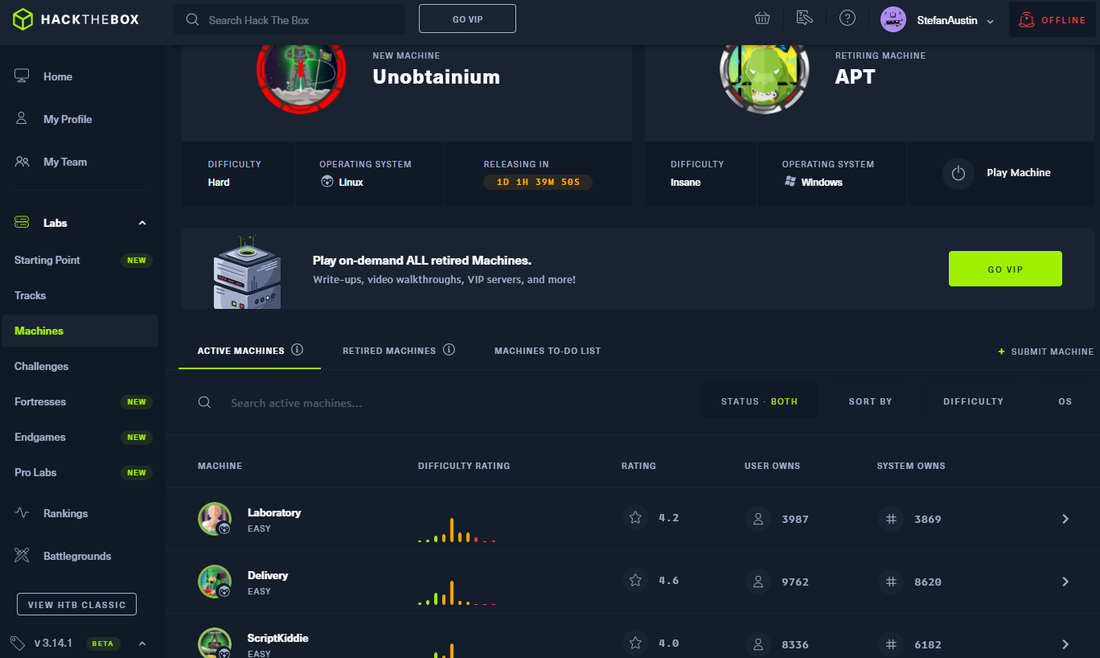 HACKTHEBOX
Search Hack The Box
GO VIP
StefanAustin
OFFLINE
Home
My Profile
My Team
Labs
Starting Point NEW
Tracks
Machines
Challenges
Fortresses NEW
Endgames NEW
Pro Labs NEW
Rankings
Battlegrounds
VIEW HTB CLASSIC
v 3.14.1 BETA
NEW MACHINE
Unobtainium
DIFFICULTY
Hard
OPERATING SYSTEM
Linux
RELEASING IN
1D 1H 39M 50S
RETIRING MACHINE
APT
DIFFICULTY
Insane
OPERATING SYSTEM
Windows
Play Machine
Play on-demand ALL retired Machines.
Write-ups, video walkthroughs, VIP servers, and more!
GO VIP
ACTIVE MACHINES
RETIRED MACHINES
MACHINES TO-DO LIST
+ SUBMIT MACHINE
Search active machines...
STATUS · BOTH
SORT BY
DIFFICULTY
OS
MACHINE DIFFICULTY RATING RATING USER OWNS SYSTEM OWNS
Laboratory
EASY
4.2 3987 # 3869
Delivery
EASY
4.6 9762 # 8620
ScriptKiddie
EASY
4.0 8336 # 6182